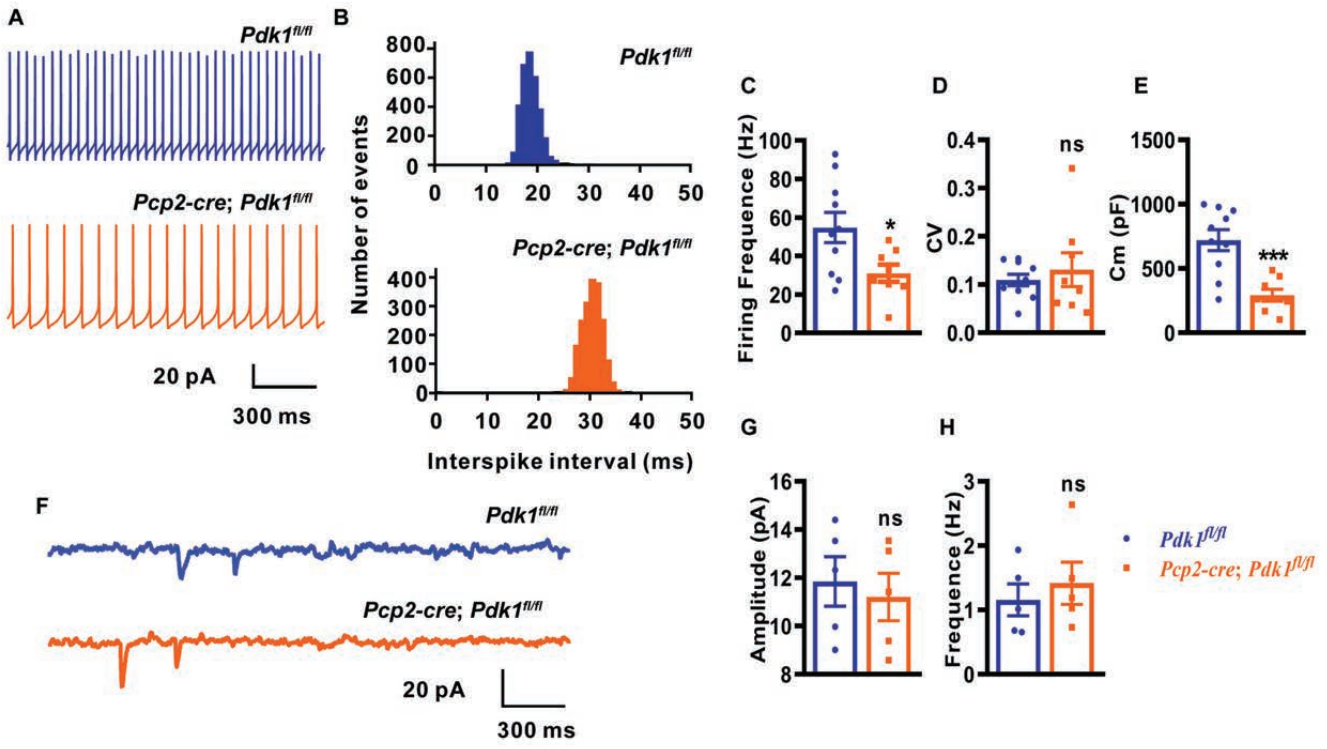 A
Pdk1fl/fl
Pcp2-cre; Pdk1fl/fl
20 pA
300 ms
B
Number of events
800
600
400
200
0
0 10 20 30 40 50
Pdk1fl/fl
Pcp2-cre; Pdk1fl/fl
400
300
200
100
0
0 10 20 30 40 50
Interspike interval (ms)
C
Firing Frequence (Hz)
100
80
60
40
20
0
*
D
CV
0.4
0.3
0.2
0.1
0.0
ns
E
Cm (pF)
1500
1000
500
0
***
F
Pdk1fl/fl
Pcp2-cre; Pdk1fl/fl
20 pA
300 ms
G
Amplitude (pA)
16
14
12
10
8
ns
H
Frequence (Hz)
3
2
1
0
ns
Pdk1fl/fl
Pcp2-cre; Pdk1fl/fl